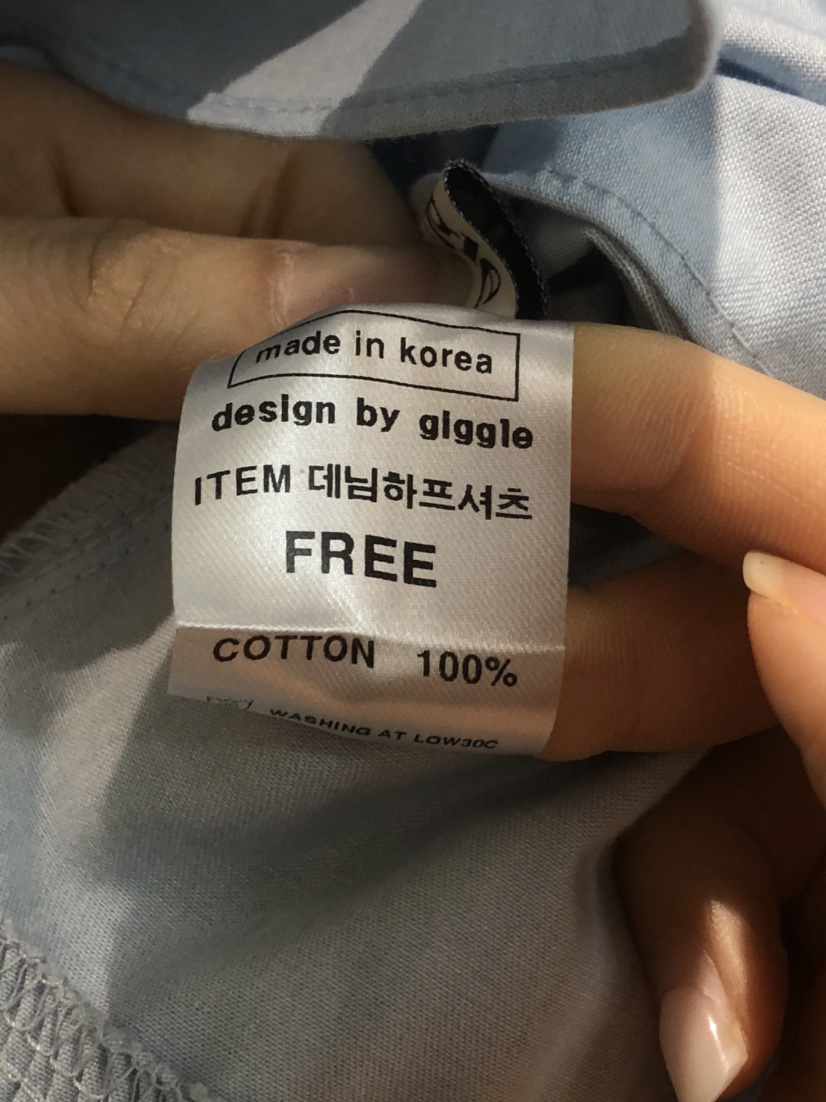 made in korea
design by giggle
ITEM 데님하프셔츠
FREE
COTTON 100%
WASHING AT LOW30C